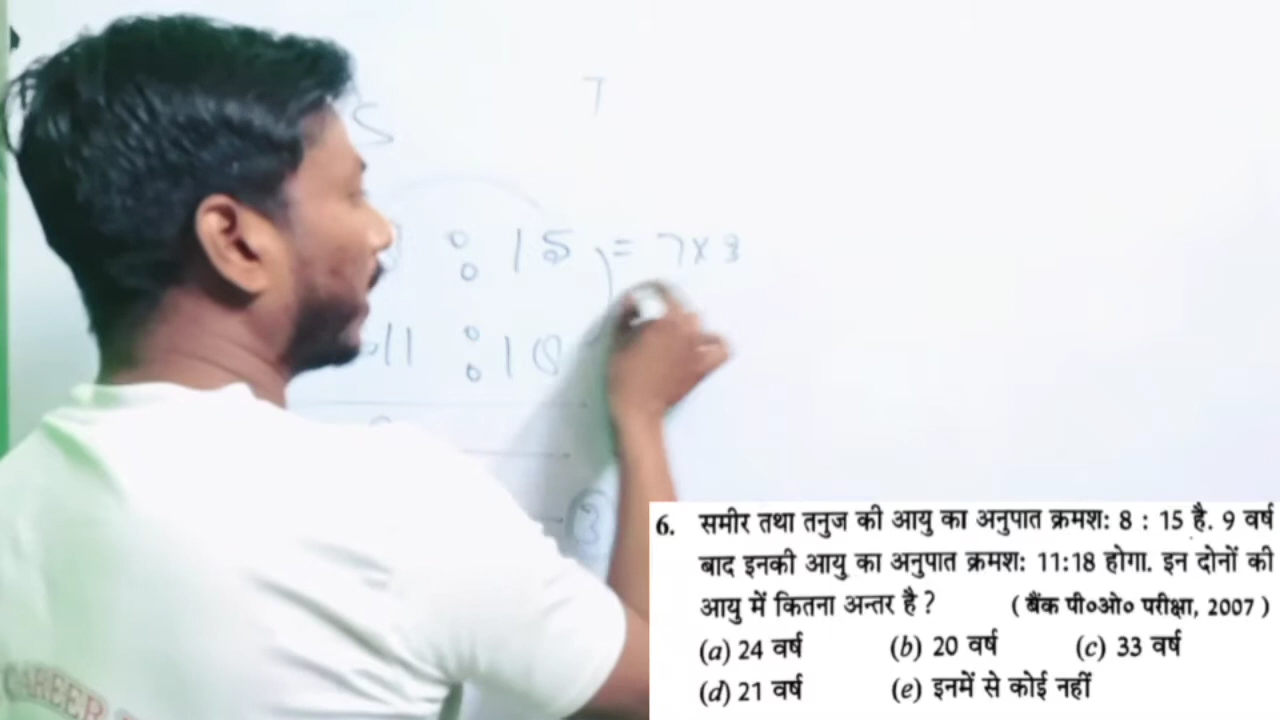 S 7
: 15 = 7x3
11 : 18
3
CAREER
6. समीर तथा तनुज की आयु का अनुपात क्रमश: 8 : 15 है. 9 वर्ष
बाद इनकी आयु का अनुपात क्रमश: 11:18 होगा. इन दोनों की
आयु में कितना अन्तर है ? ( बैंक पी०ओ० परीक्षा, 2007 )
(a) 24 वर्ष (b) 20 वर्ष (c) 33 वर्ष
(d) 21 वर्ष (e) इनमें से कोई नहीं